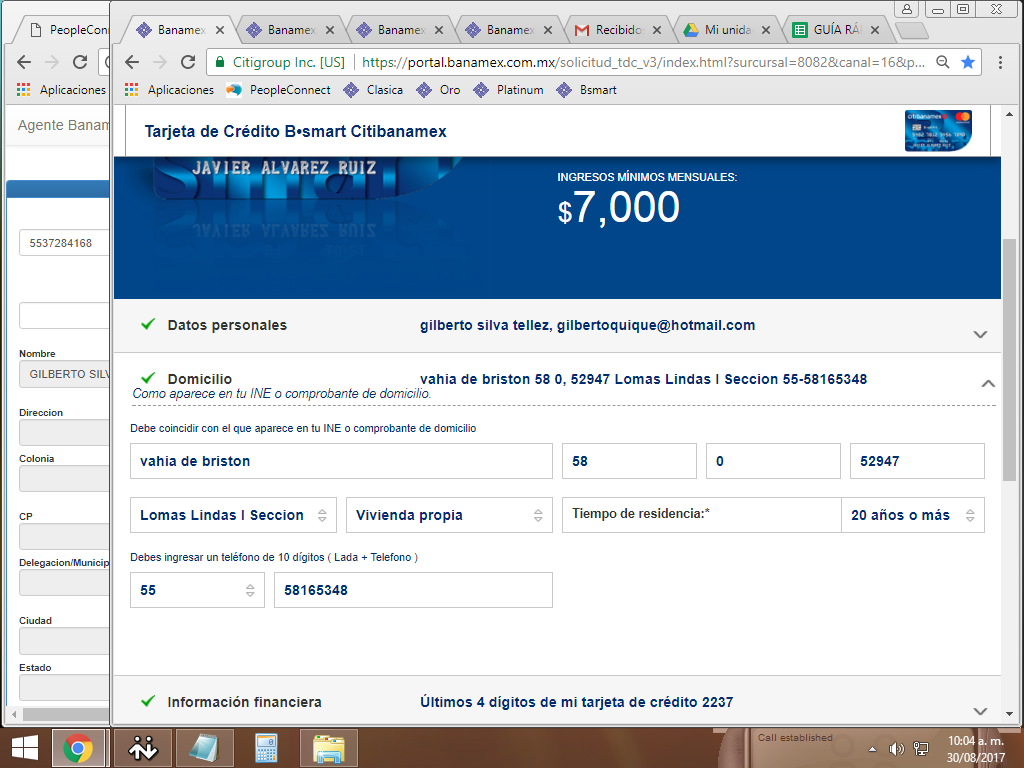 PeopleConn
Banamex
Banamex
Banamex
Banamex
Recibidos
Mi unida
GUÍA RÁ
Citigroup Inc. [US]
https://portal.banamex.com.mx/solicitud_tdc_v3/index.html?surcursal=8082&canal=16&p...
Aplicaciones
Aplicaciones
PeopleConnect
Clasica
Oro
Platinum
Bsmart
Agente Banam
5537284168
Nombre
GILBERTO SILV
Direccion
Colonia
CP
Delegacion/Municip
Ciudad
Estado
Tarjeta de Crédito B•smart Citibanamex
JAVIER ALVAREZ RUIZ
INGRESOS MÍNIMOS MENSUALES:
$7,000
Datos personales
gilberto silva tellez, gilbertoquique@hotmail.com
Domicilio
vahia de briston 58 0, 52947 Lomas Lindas I Seccion 55-58165348
Como aparece en tu INE o comprobante de domicilio.
Debe coincidir con el que aparece en tu INE o comprobante de domicilio
vahia de briston
58
0
52947
Lomas Lindas I Seccion
Vivienda propia
Tiempo de residencia:*
20 años o más
Debes ingresar un teléfono de 10 dígitos ( Lada + Telefono )
55
58165348
Información financiera
Últimos 4 dígitos de mi tarjeta de crédito 2237
Call established
10:04 a. m.
30/08/2017